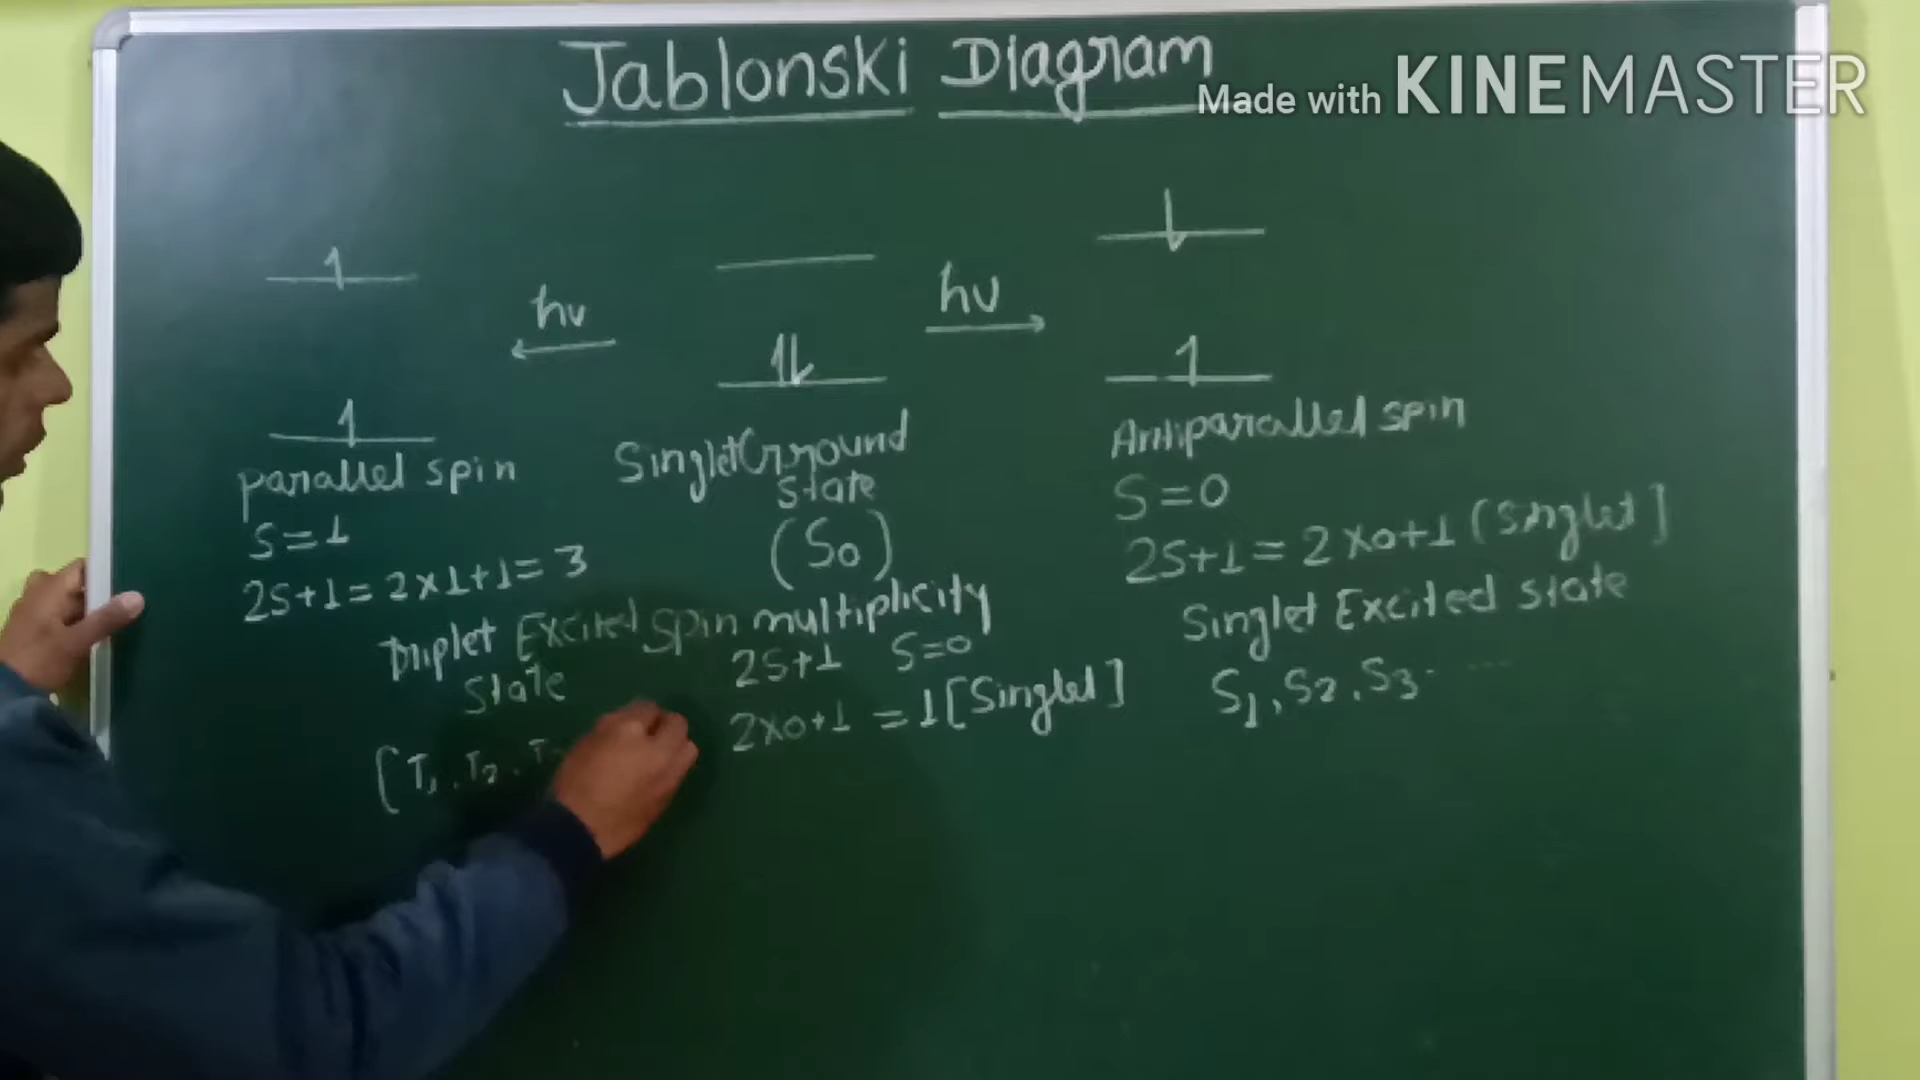 Jablonski Diagram
Made with KINEMASTER
hν
hν
parallel spin
S=1
2S+1=2×1+1=3
Triplet Excited
State
(T1, T2, T
Singlet Ground
state
(S0)
Spin multiplicity
2S+1 S=0
2×0+1 =1[Singlet]
Antiparallel spin
S=0
2S+1=2×0+1(Singlet]
Singlet Excited state
S1, S2, S3.....